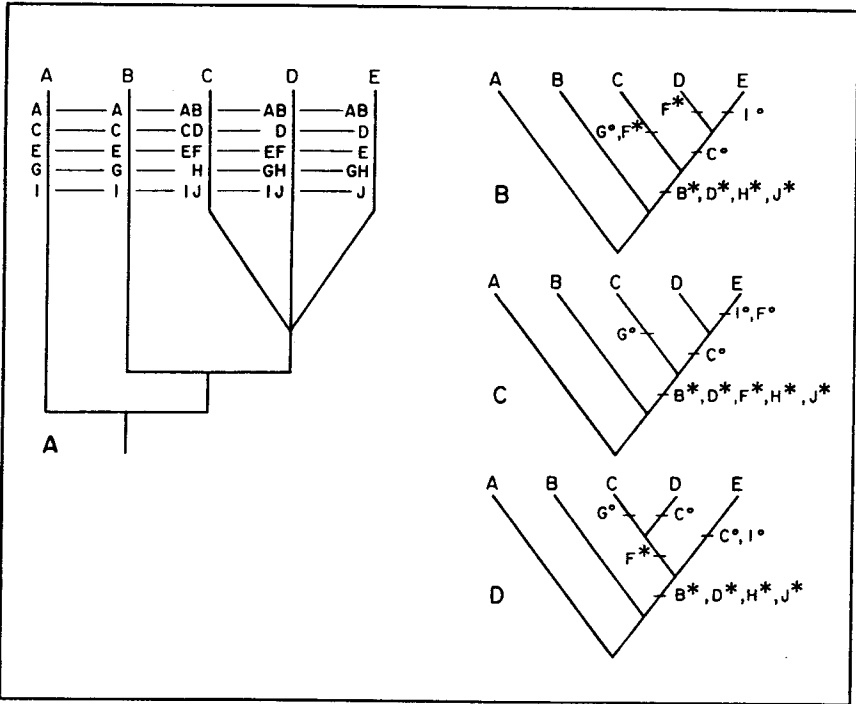 A B C D E
A A AB AB AB
C C CD D D
E E EF EF E
G G H GH GH
I I IJ IJ J
A
A B C D E
F*
I°
G°, F*
C°
B*, D*, H*, J*
B
A B C D E
I°, F°
G°
C°
B*, D*, F*, H*, J*
C
A B C D E
G° C°
C°, I°
F*
B*, D*, H*, J*
D